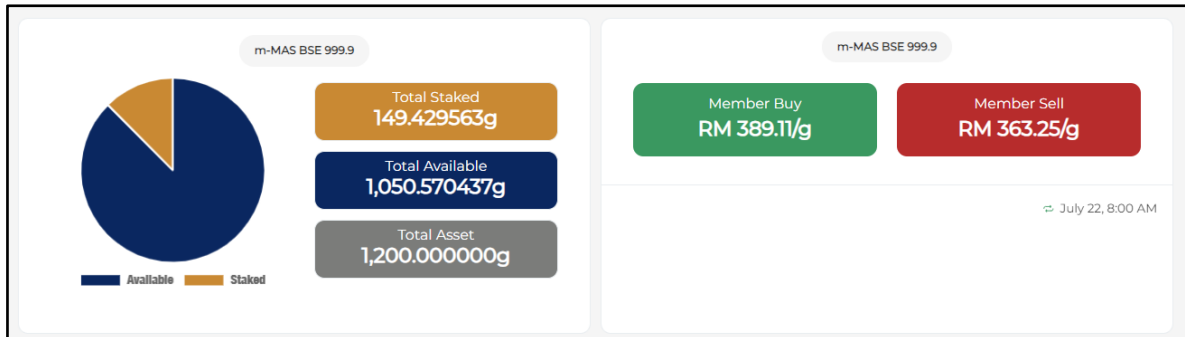 m-MAS BSE 999.9
Total Staked
149.429563g
Total Available
1,050.570437g
Total Asset
1,200.000000g
Available Staked
m-MAS BSE 999.9
Member Buy
RM 389.11/g
Member Sell
RM 363.25/g
July 22, 8:00 AM